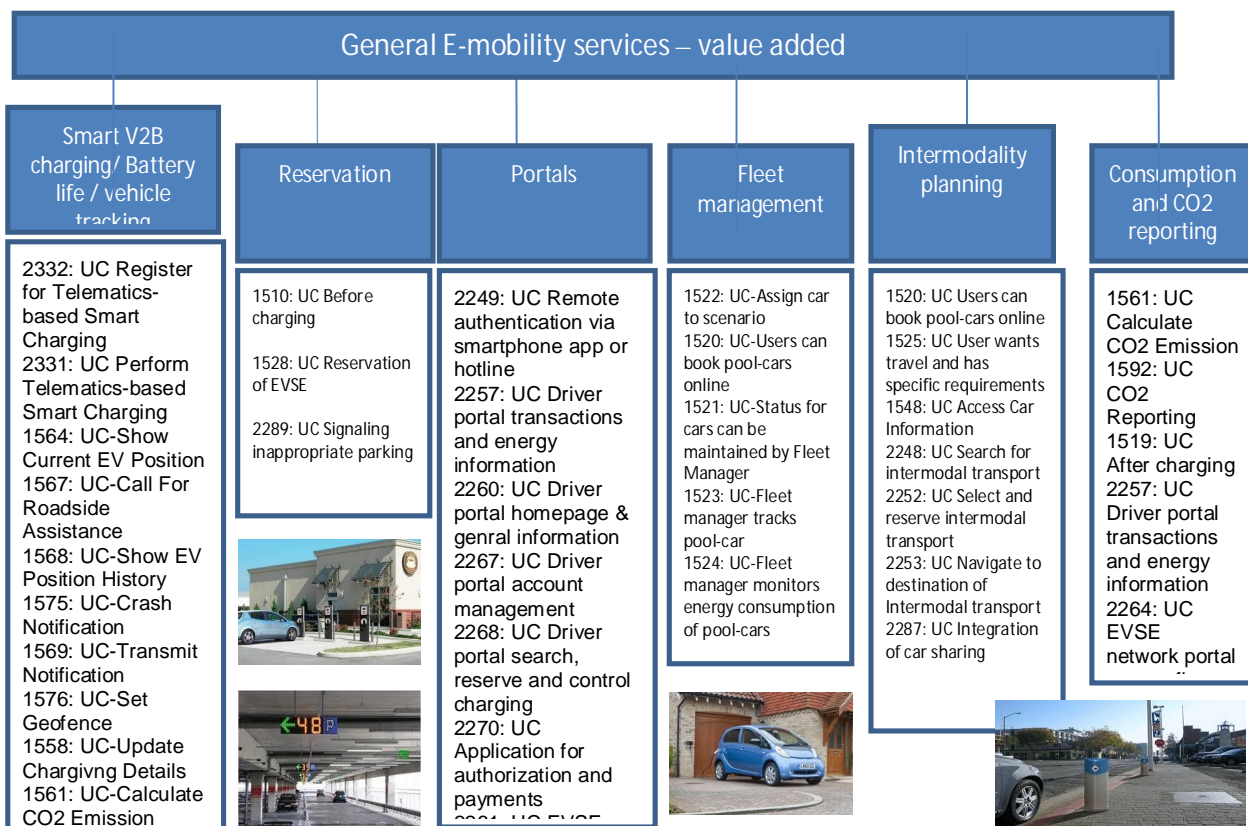 General E-mobility services – value added
Smart V2B
charging/ Battery
life / vehicle
tracking
2332: UC Register
for Telematics-
based Smart
Charging
2331: UC Perform
Telematics-based
Smart Charging
1564: UC-Show
Current EV Position
1567: UC-Call For
Roadside
Assistance
1568: UC-Show EV
Position History
1575: UC-Crash
Notification
1569: UC-Transmit
Notification
1576: UC-Set
Geofence
1558: UC-Update
Chargivng Details
1561: UC-Calculate
CO2 Emission
Reservation
1510: UC Before
charging
1528: UC Reservation
of EVSE
2289: UC Signaling
inappropriate parking
48 P
Portals
2249: UC Remote
authentication via
smartphone app or
hotline
2257: UC Driver
portal transactions
and energy
information
2260: UC Driver
portal homepage &
genral information
2267: UC Driver
portal account
management
2268: UC Driver
portal search,
reserve and control
charging
2270: UC
Application for
authorization and
payments
UC EVSE
Fleet
management
1522: UC-Assign car
to scenario
1520: UC-Users can
book pool-cars
online
1521: UC-Status for
cars can be
maintained by Fleet
Manager
1523: UC-Fleet
manager tracks
pool-car
1524: UC-Fleet
manager monitors
energy consumption
of pool-cars
Intermodality
planning
1520: UC Users can
book pool-cars online
1525: UC User wants
travel and has
specific requirements
1548: UC Access Car
Information
2248: UC Search for
intermodal transport
2252: UC Select and
reserve intermodal
transport
2253: UC Navigate to
destination of
Intermodal transport
2287: UC Integration
of car sharing
Consumption
and CO2
reporting
1561: UC
Calculate
CO2 Emission
1592: UC
CO2
Reporting
1519: UC
After charging
2257: UC
Driver portal
transactions
and energy
information
2264: UC
EVSE
network portal